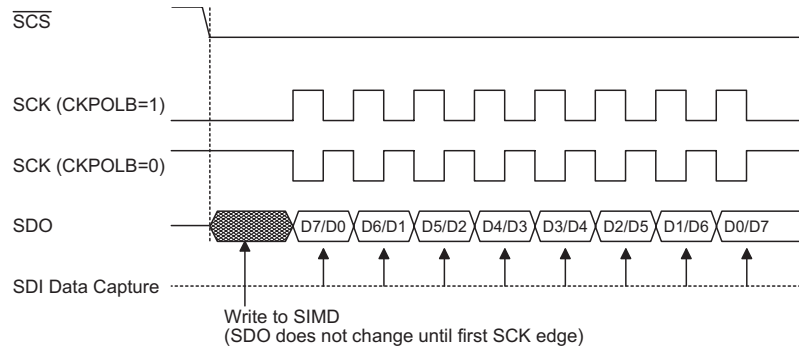 SCS
SCK (CKPOLB=1)
SCK (CKPOLB=0)
SDO
D7/D0 D6/D1 D5/D2 D4/D3 D3/D4 D2/D5 D1/D6 D0/D7
SDI Data Capture
Write to SIMD
(SDO does not change until first SCK edge)